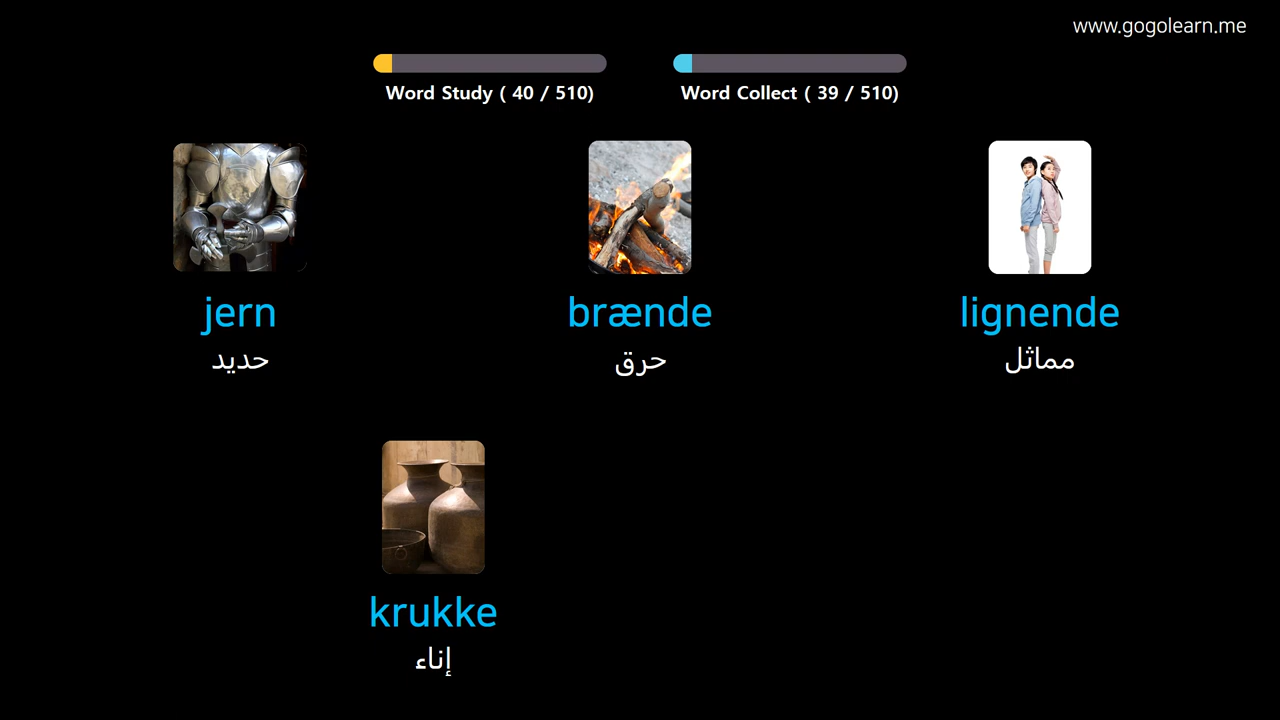 www.gogolearn.me
Word Study ( 40 / 510)
Word Collect ( 39 / 510)
jern
حديد
brænde
حرق
lignende
مماثل
krukke
إناء